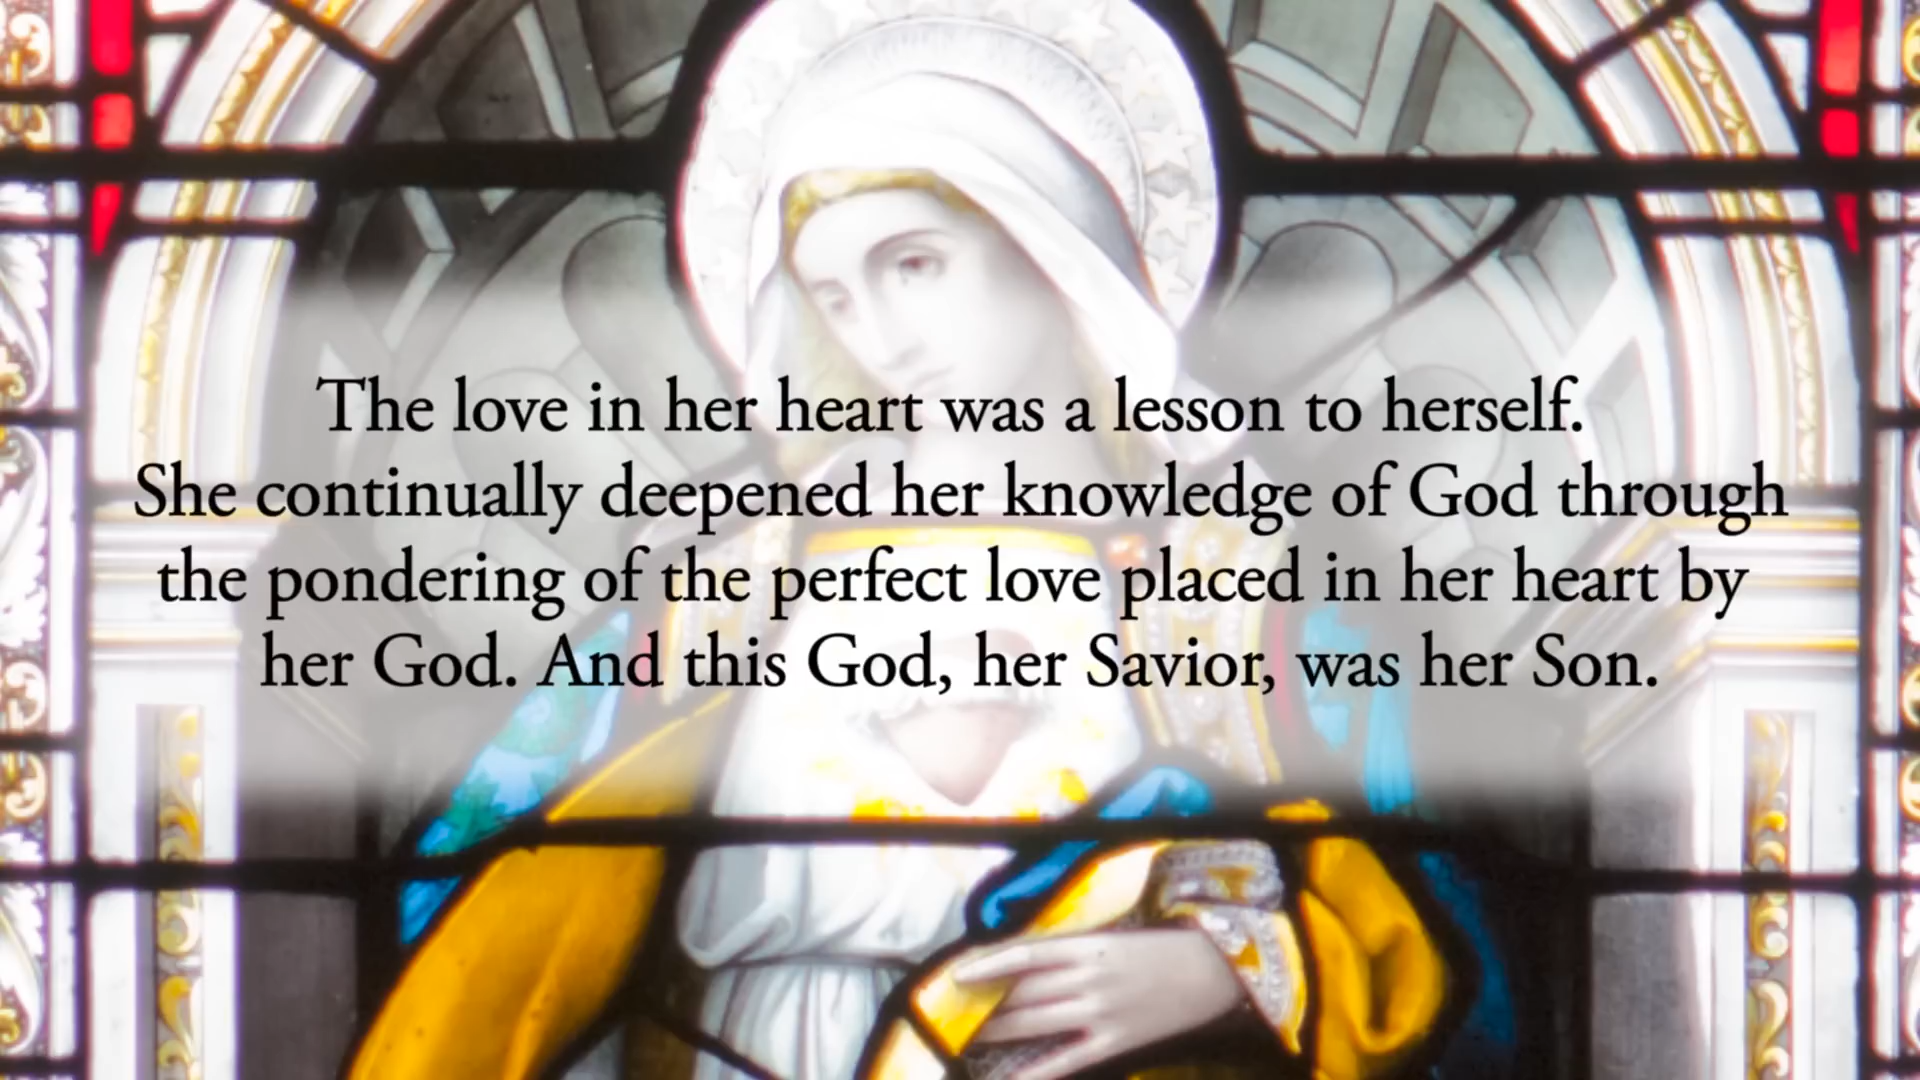 The love in her heart was a lesson to herself.
She continually deepened her knowledge of God through
the pondering of the perfect love placed in her heart by
her God. And this God, her Savior, was her Son.